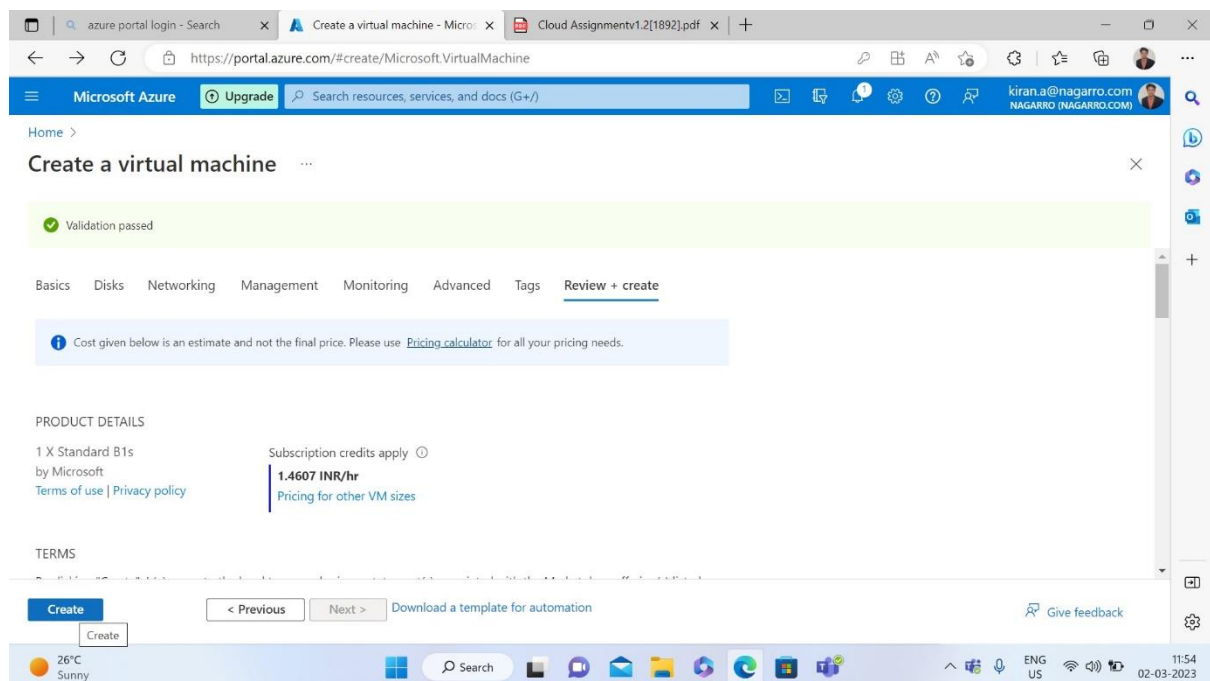 azure portal login - Search
Create a virtual machine - Micros
Cloud Assignmentv1.2[1892].pdf
https://portal.azure.com/#create/Microsoft.VirtualMachine
Microsoft Azure
Upgrade
Search resources, services, and docs (G+/)
1
kiran.a@nagarro.com
NAGARRO (NAGARRO.COM)
Home >
Create a virtual machine ...
Validation passed
Basics Disks Networking Management Monitoring Advanced Tags Review + create
Cost given below is an estimate and not the final price. Please use Pricing calculator for all your pricing needs.
PRODUCT DETAILS
1 X Standard B1s
by Microsoft
Terms of use | Privacy policy
Subscription credits apply
1.4607 INR/hr
Pricing for other VM sizes
TERMS
Create
< Previous
Next >
Download a template for automation
Give feedback
Create
26°C
Sunny
Search
ENG
US
11:54
02-03-2023